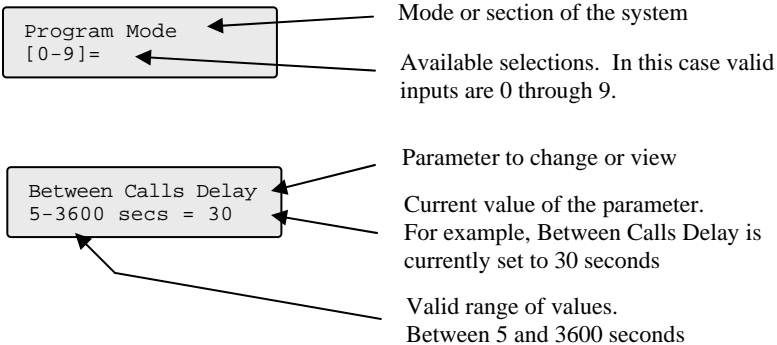 Program Mode
[0-9]=
Mode or section of the system
Available selections.  In this case valid
inputs are 0 through 9.
Between Calls Delay
5-3600 secs = 30
Parameter to change or view
Current value of the parameter.
For example, Between Calls Delay is
currently set to 30 seconds
Valid range of values.
Between 5 and 3600 seconds